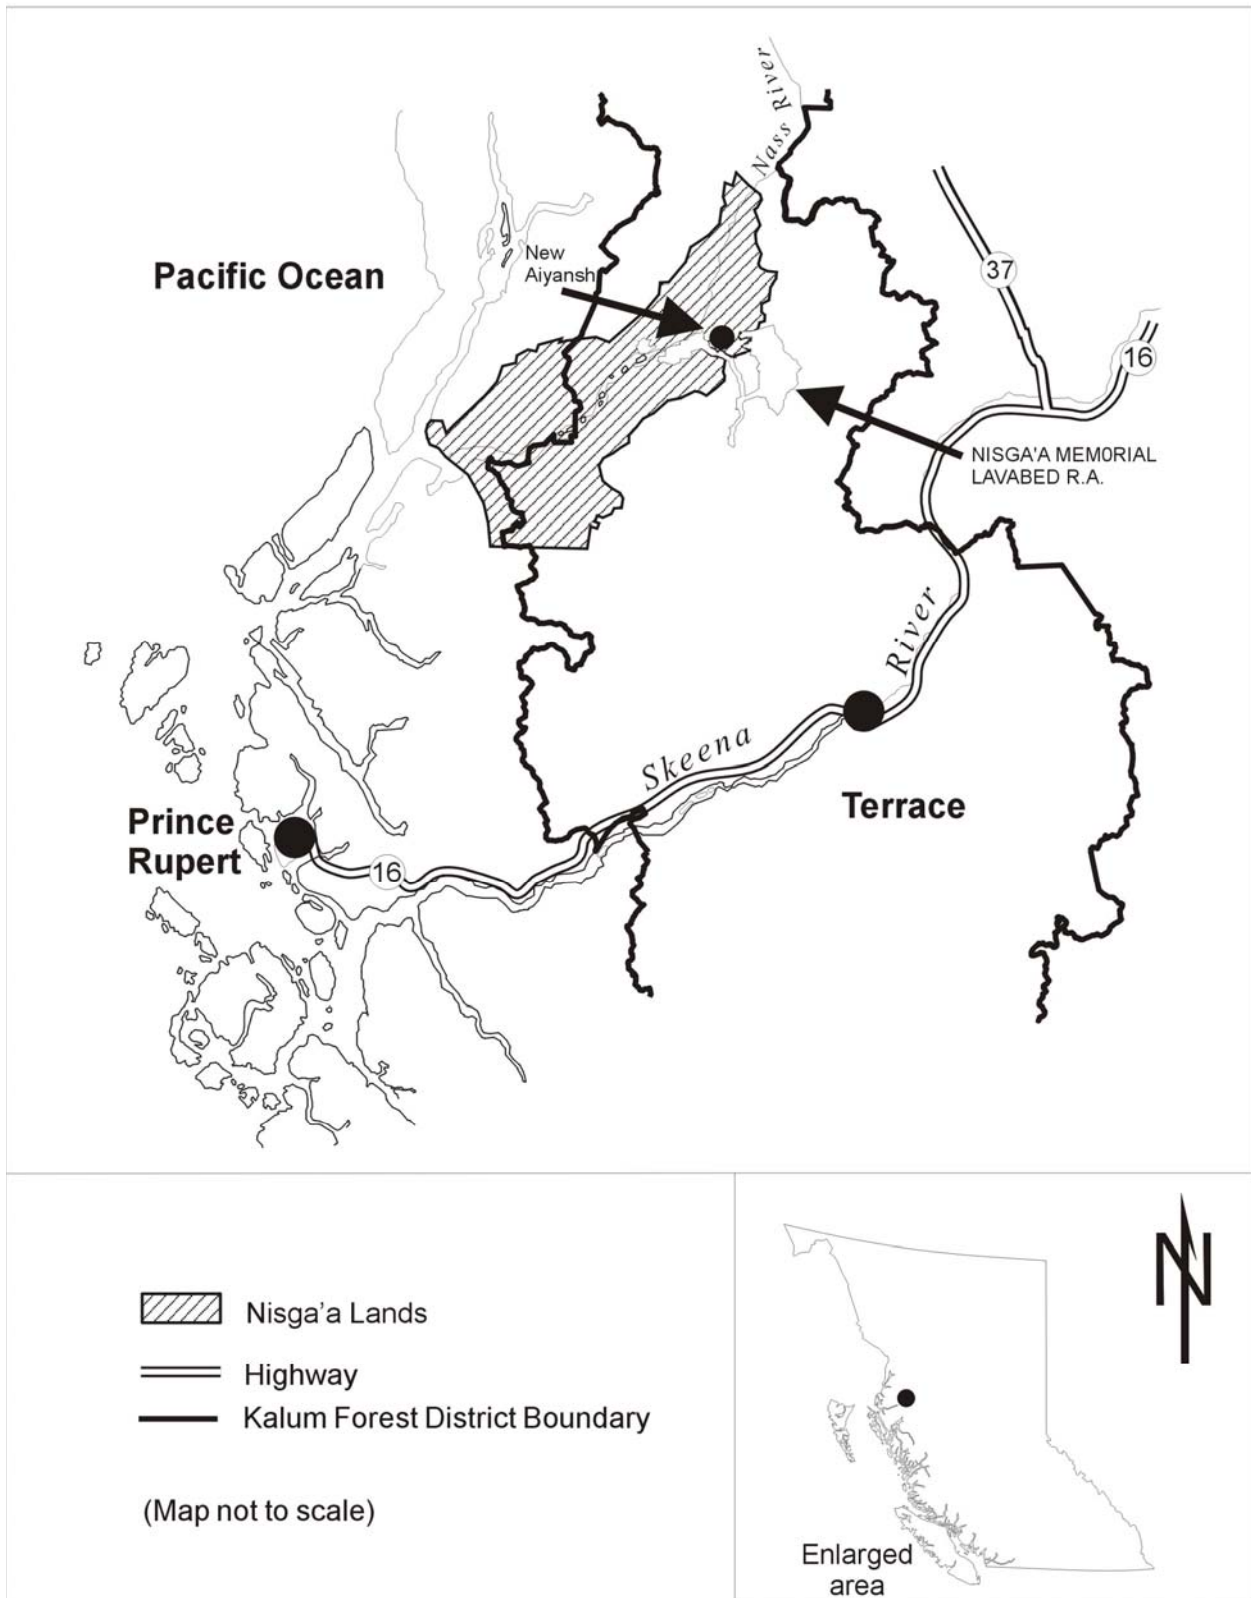 Nass River
New
Aiyansh
Pacific Ocean
37
16
NISGA'A MEMORIAL
LAVABED R.A.
River
Skeena
Terrace
Prince
Rupert
16
Nisga'a Lands
Highway
Kalum Forest District Boundary
(Map not to scale)
N
Enlarged
area